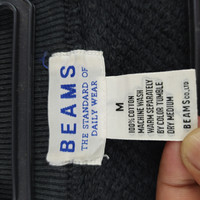 BEAMS
THE STANDARD OF
DAILY WEAR
M
100% COTTON
MACHINE WASH
WARM SEPARATELY
BY COLOR TUMBLE
DRY MEDIUM
BEAMS CO.,LTD